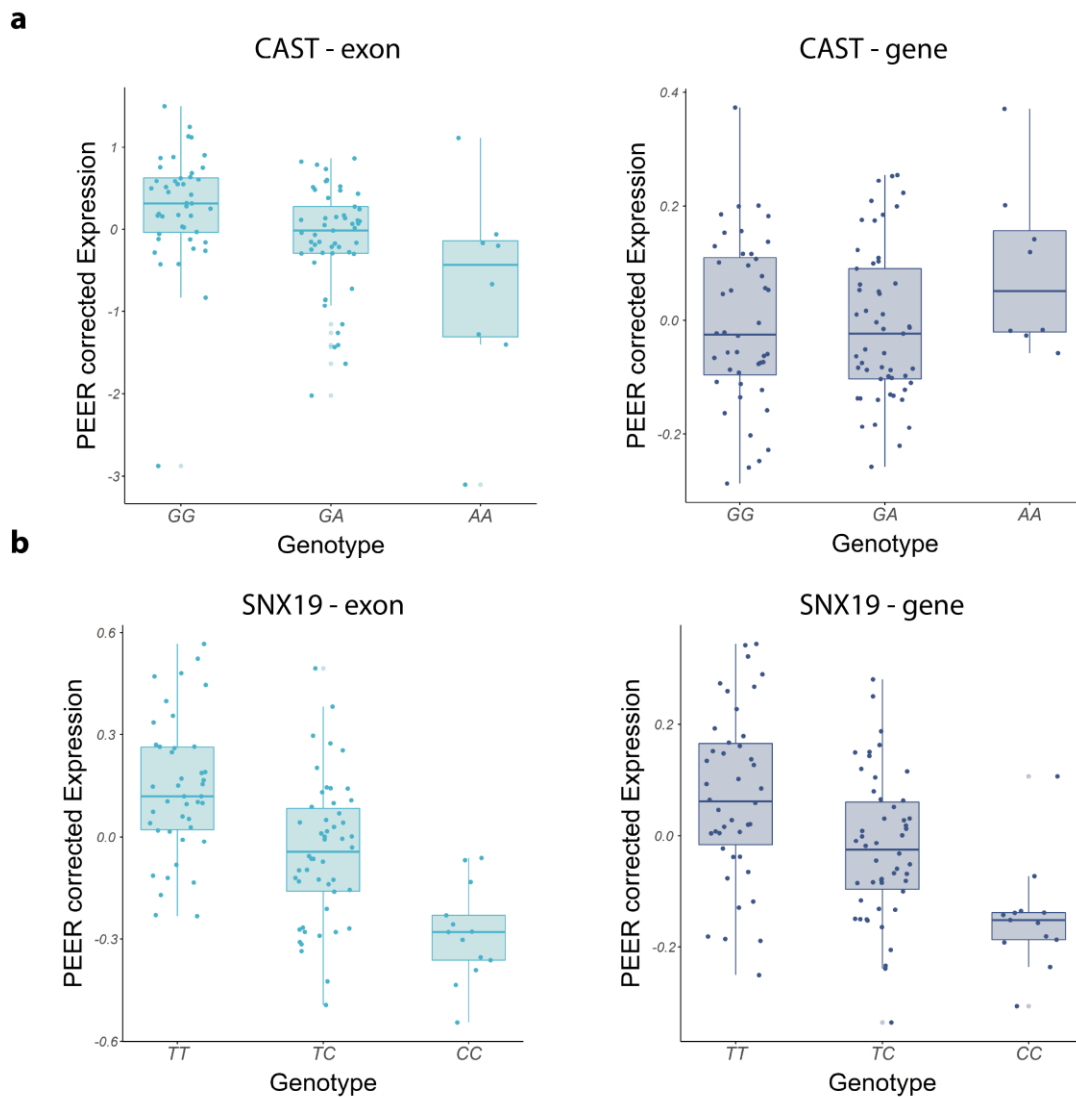 a
CAST - exon
CAST - gene
PEER corrected Expression
1
0
-1
-2
-3
GG
GA
AA
Genotype
PEER corrected Expression
0.4
0.2
0.0
-0.2
GG
GA
AA
Genotype
b
SNX19 - exon
SNX19 - gene
PEER corrected Expression
0.6
0.3
0.0
-0.3
-0.6
TT
TC
CC
Genotype
PEER corrected Expression
0.2
0.0
-0.2
TT
TC
CC
Genotype